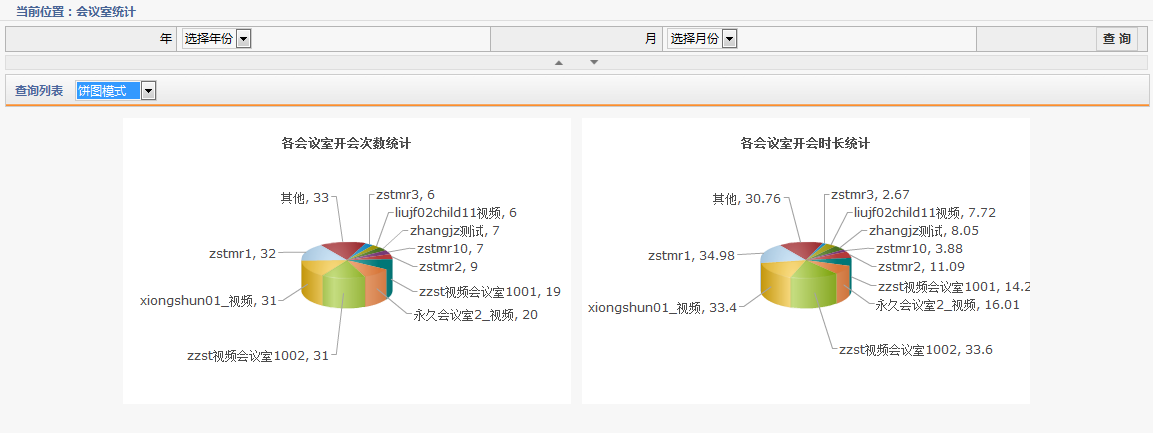 当前位置：会议室统计
年 选择年份 月 选择月份 查 询
查询列表 饼图模式
各会议室开会次数统计
其他, 33
zstmr3, 6
liujf02child11视频, 6
zhangjz测试, 7
zstmr10, 7
zstmr2, 9
zstmr1, 32
zzst视频会议室1001, 19
xiongshun01_视频, 31
永久会议室2_视频, 20
zzst视频会议室1002, 31
各会议室开会时长统计
其他, 30.76
zstmr3, 2.67
liujf02child11视频, 7.72
zhangjz测试, 8.05
zstmr10, 3.88
zstmr1, 34.98
zstmr2, 11.09
zzst视频会议室1001, 14.2
永久会议室2_视频, 16.01
xiongshun01_视频, 33.4
zzst视频会议室1002, 33.6